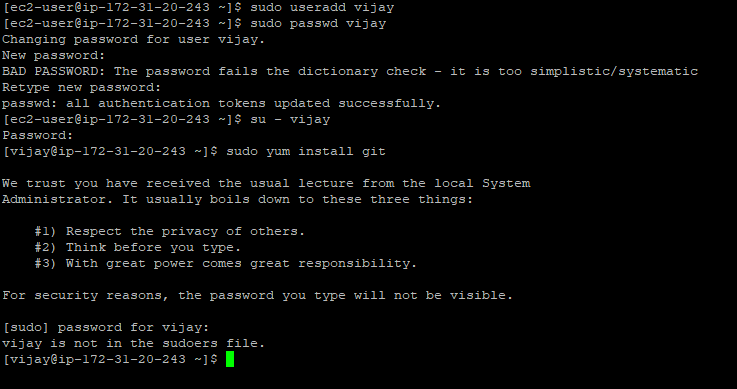 [ec2-user@ip-172-31-20-243 ~]$ sudo useradd vijay
[ec2-user@ip-172-31-20-243 ~]$ sudo passwd vijay
Changing password for user vijay.
New password:
BAD PASSWORD: The password fails the dictionary check - it is too simplistic/systematic
Retype new password:
passwd: all authentication tokens updated successfully.
[ec2-user@ip-172-31-20-243 ~]$ su - vijay
Password:
[vijay@ip-172-31-20-243 ~]$ sudo yum install git

We trust you have received the usual lecture from the local System
Administrator. It usually boils down to these three things:

    #1) Respect the privacy of others.
    #2) Think before you type.
    #3) With great power comes great responsibility.

For security reasons, the password you type will not be visible.

[sudo] password for vijay:
vijay is not in the sudoers file.
[vijay@ip-172-31-20-243 ~]$